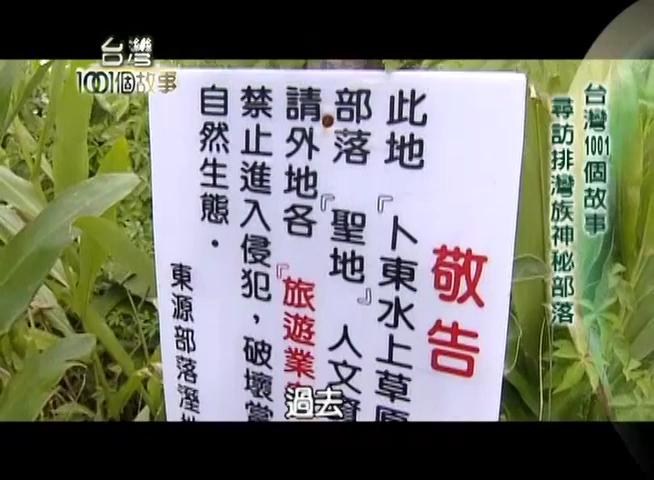 台灣
1001個故事
台灣1001個故事
尋訪排灣族神秘部落
敬告
此地『卜東水上草原
部落『聖地』人文
請外地各『旅遊業
禁止進入侵犯,破壞當
自然生態.
東源部落溼
過去